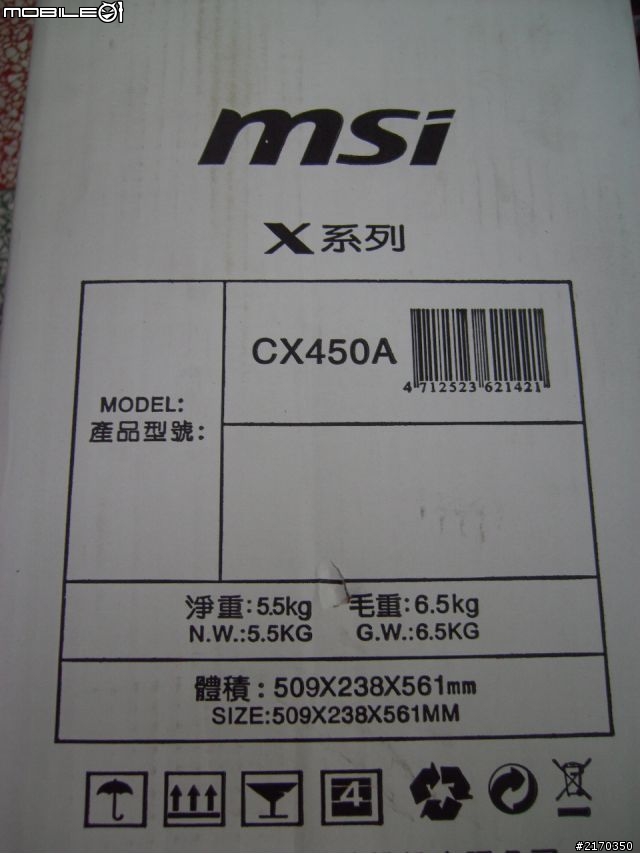 MOBILE01
msi
X系列
CX450A
4 712523 621421
MODEL:
產品型號:
淨重:5.5kg 毛重:6.5kg
N.W.:5.5KG G.W.:6.5KG
體積:509X238X561mm
SIZE:509X238X561MM
4
#2170350